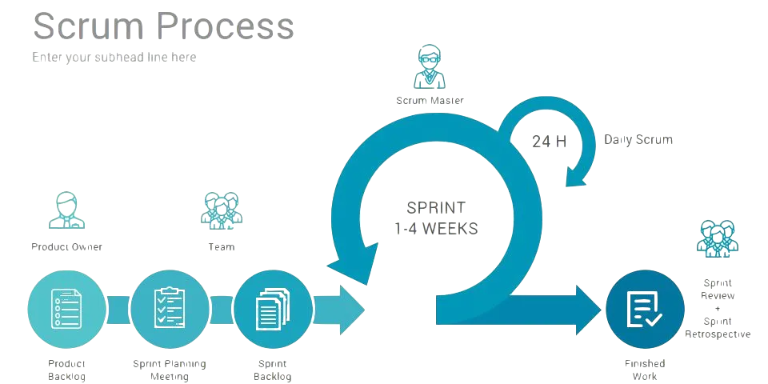 Scrum Process
Enter your subhead line here
Scrum Master
24 H
Daily Scrum
SPRINT
1-4 WEEKS
Product Owner
Team
Sprint
Review
+
Sprint
Retrospective
Product
Backlog
Sprint Planning
Meeting
Sprint
Backlog
Finished
Work